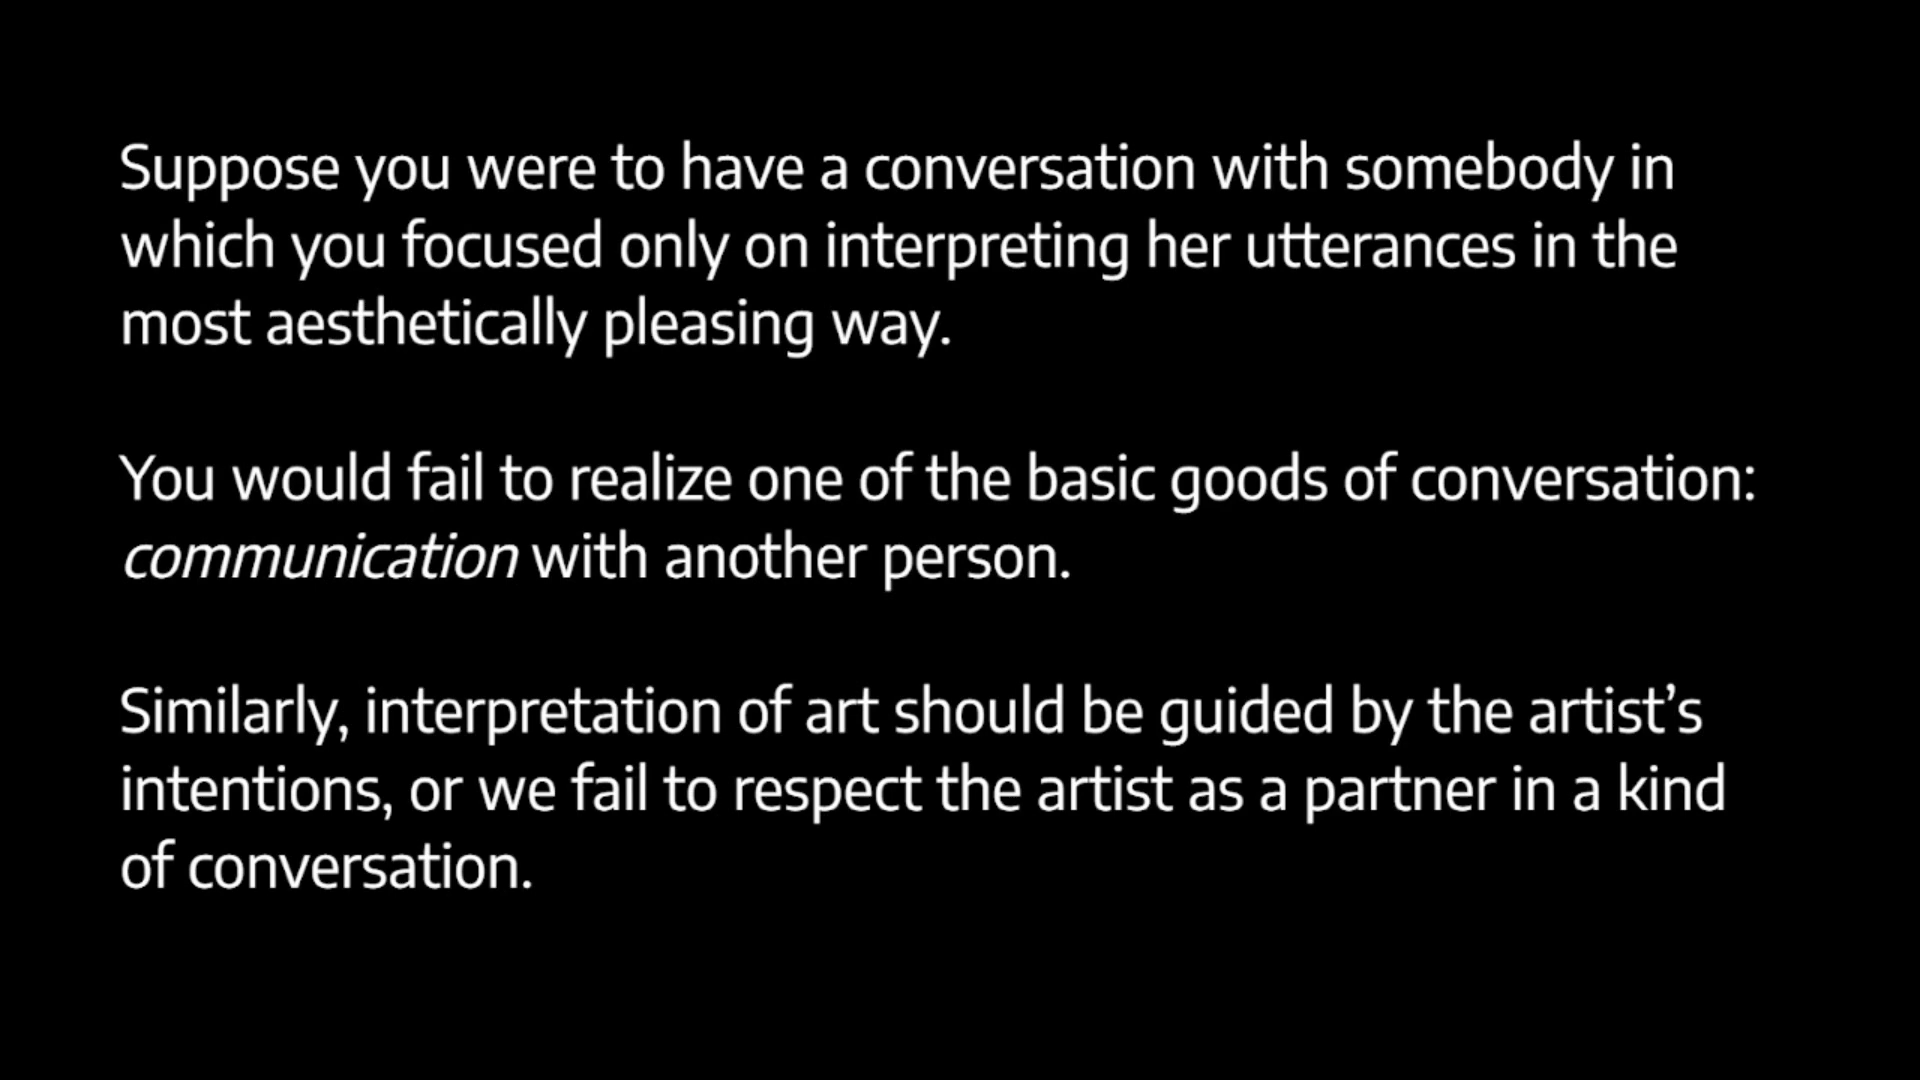 Suppose you were to have a conversation with somebody in
which you focused only on interpreting her utterances in the
most aesthetically pleasing way.
You would fail to realize one of the basic goods of conversation:
communication with another person.
Similarly, interpretation of art should be guided by the artist’s
intentions, or we fail to respect the artist as a partner in a kind
of conversation.